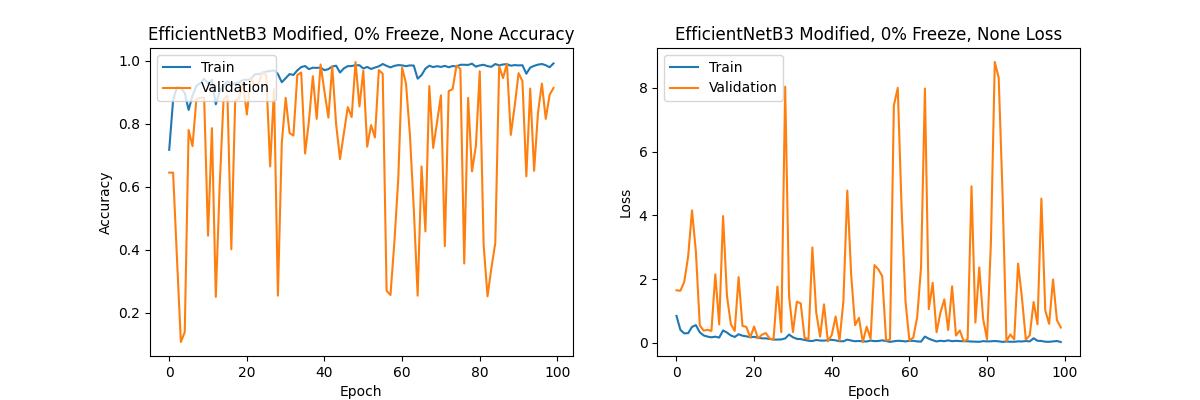 EfficientNetB3 Modified, 0% Freeze, None Accuracy
Train
Validation
Accuracy
1.0
0.8
0.6
0.4
0.2
0 20 40 60 80 100
Epoch
EfficientNetB3 Modified, 0% Freeze, None Loss
Train
Validation
Loss
8
6
4
2
0
0 20 40 60 80 100
Epoch